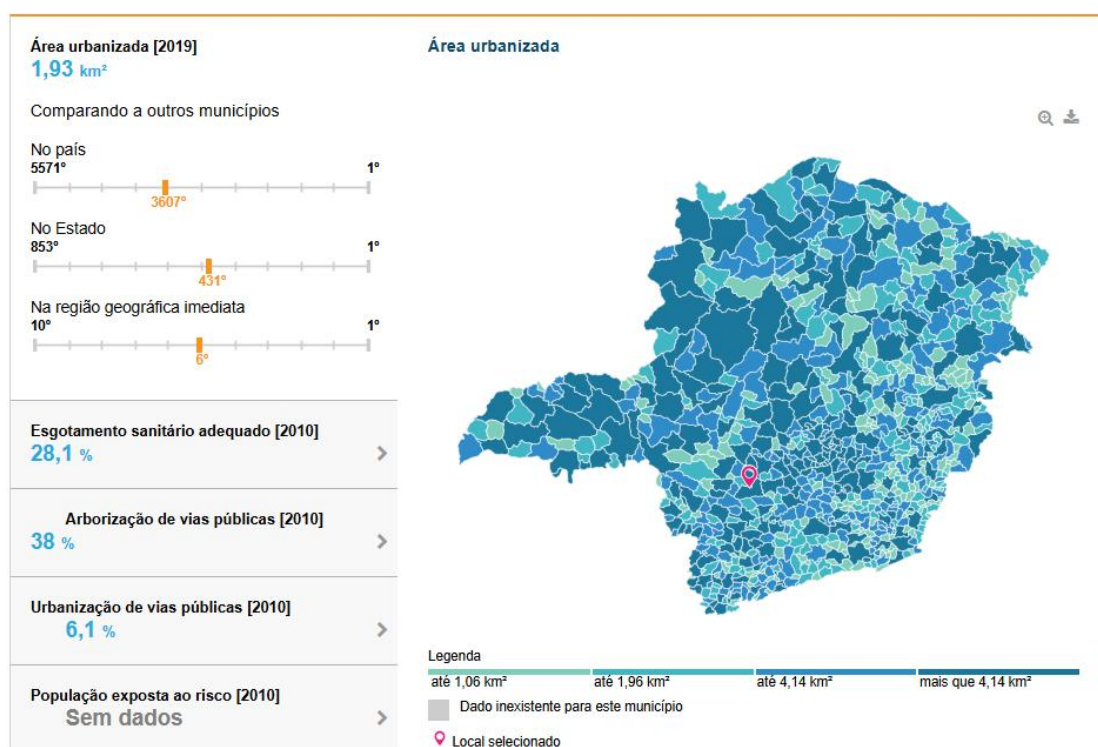 Área urbanizada [2019]
1,93 km²
Comparando a outros municípios
No país
5571° 1°
3607°
No Estado
853° 1°
431°
Na região geográfica imediata
10° 1°
6°
Esgotamento sanitário adequado [2010]
28,1 %
Arborização de vias públicas [2010]
38 %
Urbanização de vias públicas [2010]
6,1 %
População exposta ao risco [2010]
Sem dados
Área urbanizada
Legenda
até 1,06 km² até 1,96 km² até 4,14 km² mais que 4,14 km²
Dado inexistente para este município
Local selecionado